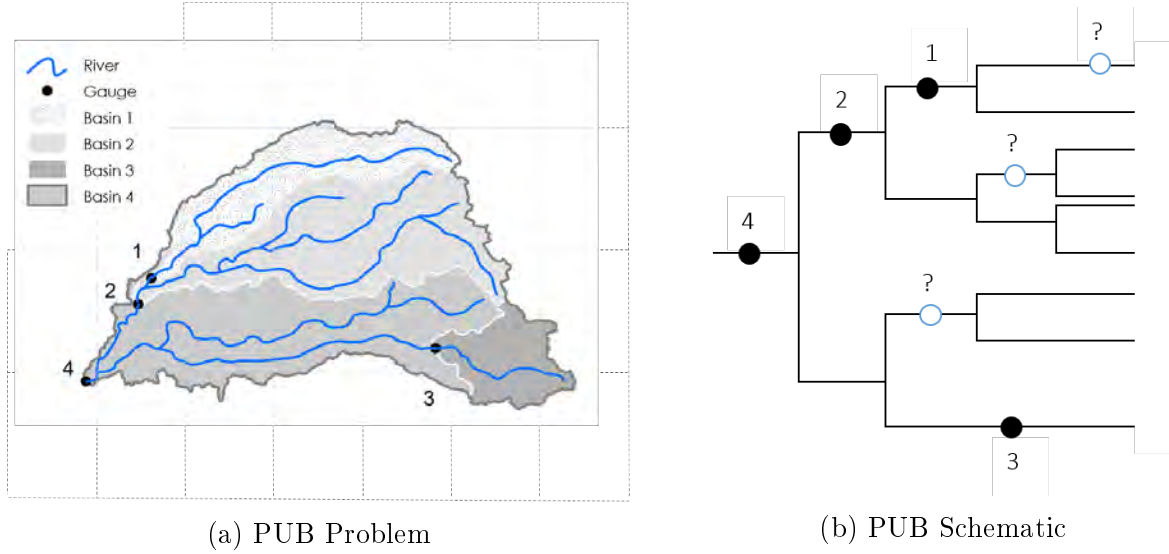 River
Gauge
Basin 1
Basin 2
Basin 3
Basin 4
1
2
4
3
(a) PUB Problem
?
1
2
?
4
?
3
(b) PUB Schematic